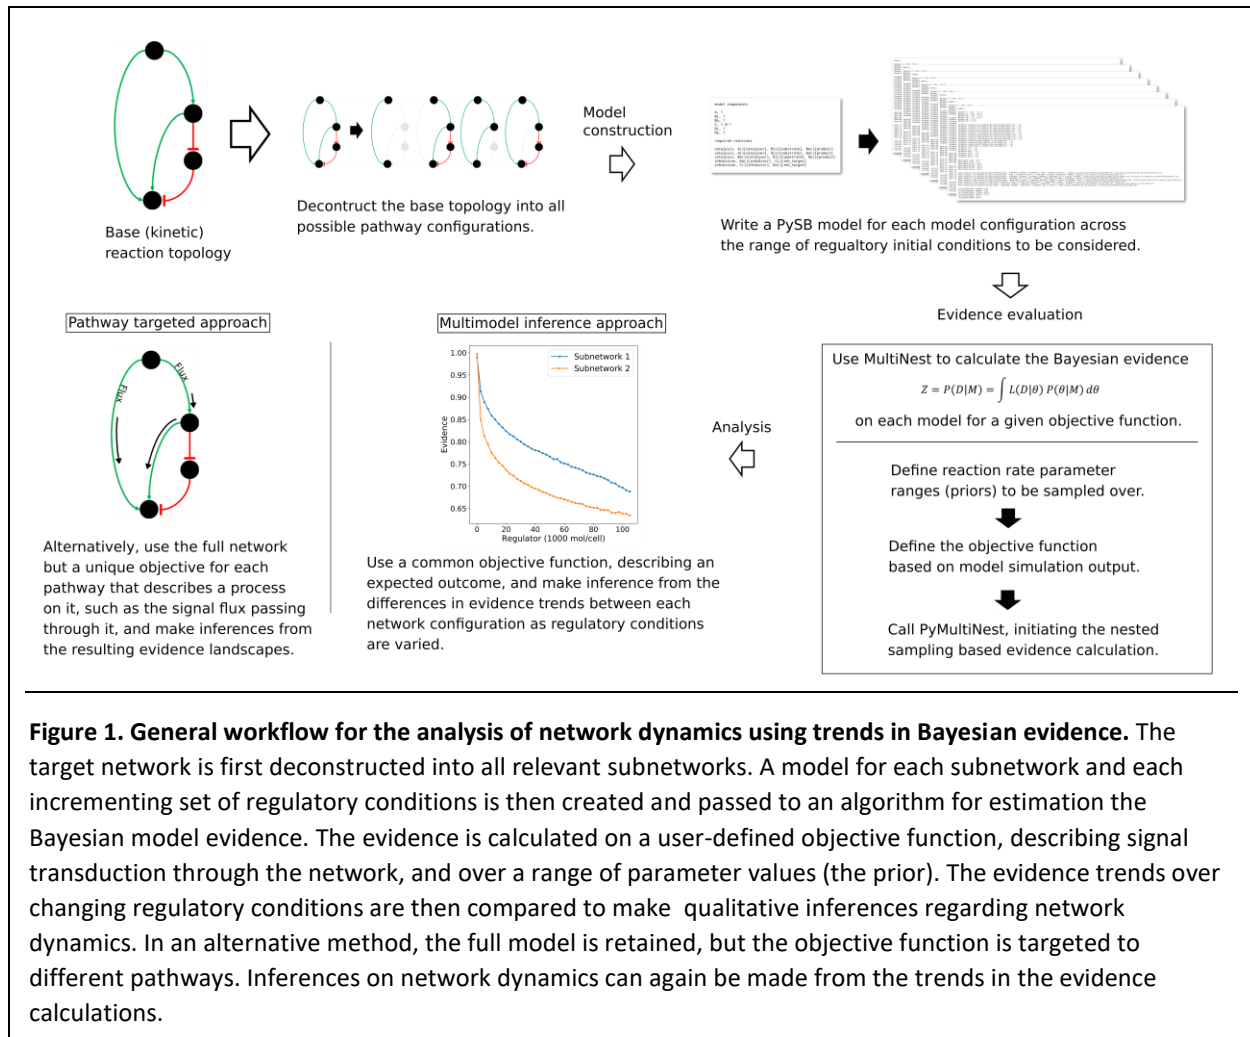 Base (kinetic)
reaction topology
Decontruct the base topology into all
possible pathway configurations.
Model
construction
model components
required reactions
Write a PySB model for each model configuration across
the range of regualtory initial conditions to be considered.
Evidence evaluation
Use MultiNest to calculate the Bayesian evidence
Z = P(D|M) = ∫ L(D|θ) P(θ|M) dθ
on each model for a given objective function.
Define reaction rate parameter
ranges (priors) to be sampled over.
Define the objective function
based on model simulation output.
Call PyMultiNest, initiating the nested
sampling based evidence calculation.
Analysis
Multimodel inference approach
Subnetwork 1
Subnetwork 2
1.00
0.95
0.90
0.85
0.80
0.75
0.70
0.65
Evidence
0 20 40 60 80 100
Regulator (1000 mol/cell)
Use a common objective function, describing an
expected outcome, and make inference from the
differences in evidence trends between each
network configuration as regulatory conditions
are varied.
Pathway targeted approach
Flux
Flux
Alternatively, use the full network
but a unique objective for each
pathway that describes a process
on it, such as the signal flux passing
through it, and make inferences from
the resulting evidence landscapes.
Figure 1. General workflow for the analysis of network dynamics using trends in Bayesian evidence. The
target network is first deconstructed into all relevant subnetworks. A model for each subnetwork and each
incrementing set of regulatory conditions is then created and passed to an algorithm for estimation the
Bayesian model evidence. The evidence is calculated on a user-defined objective function, describing signal
transduction through the network, and over a range of parameter values (the prior). The evidence trends over
changing regulatory conditions are then compared to make  qualitative inferences regarding network
dynamics. In an alternative method, the full model is retained, but the objective function is targeted to
different pathways. Inferences on network dynamics can again be made from the trends in the evidence
calculations.